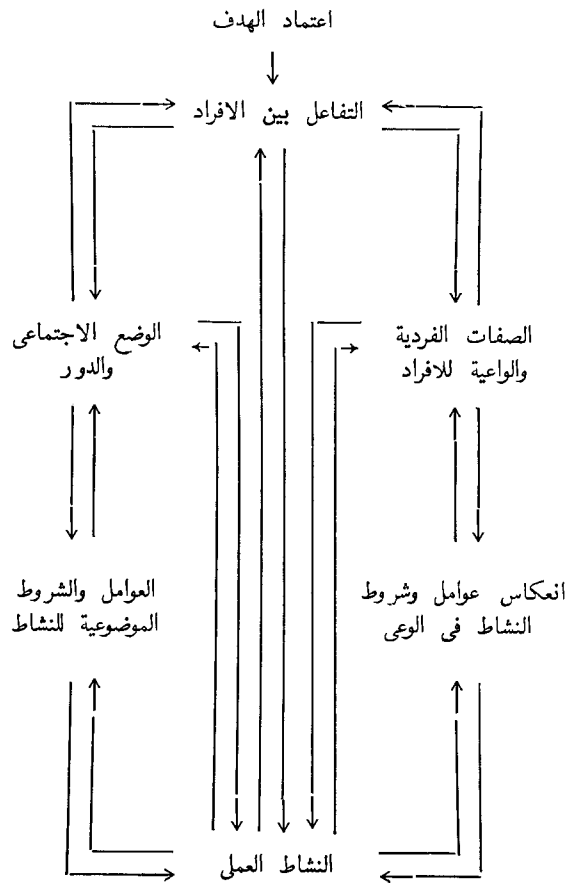 اعتماد الهدف
التفاعل بين الافراد
الصفات الفردية
والواعية للافراد
الوضع الاجتماعى
والدور
انعكاس عوامل وشروط
النشاط فى الوعى
العوامل والشروط
الموضوعية للنشاط
النشاط العملى